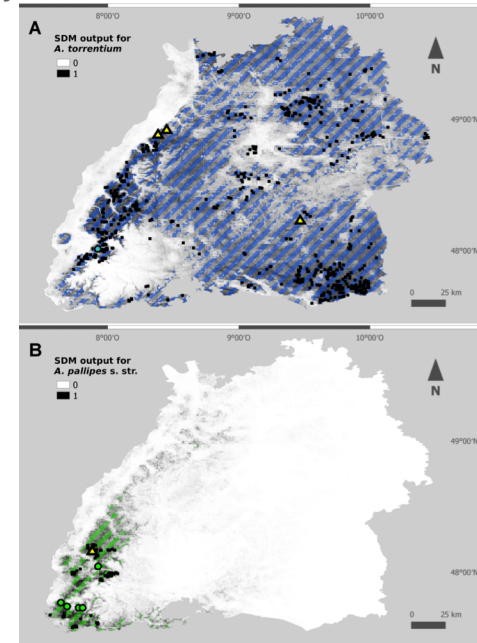 8°00'E
9°00'E
10°00'E
A
SDM output for
A. torrentium
0
1
N
49°00'N
48°00'N
0
25 km
8°00'E
9°00'E
10°00'E
B
SDM output for
A. pallipes s. str.
0
1
N
49°00'N
48°00'N
0
25 km